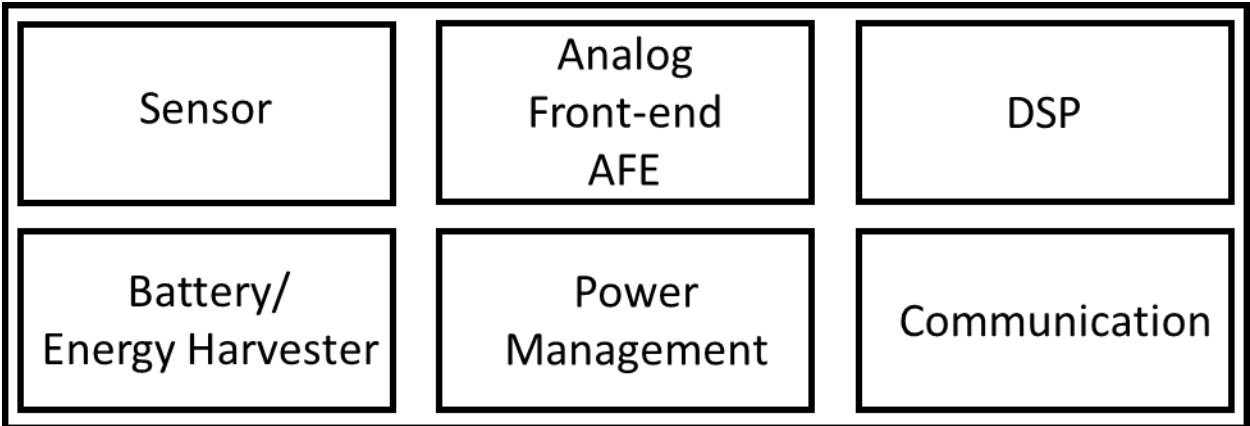 Sensor
Analog
Front-end
AFE
DSP
Battery/
Energy Harvester
Power
Management
Communication